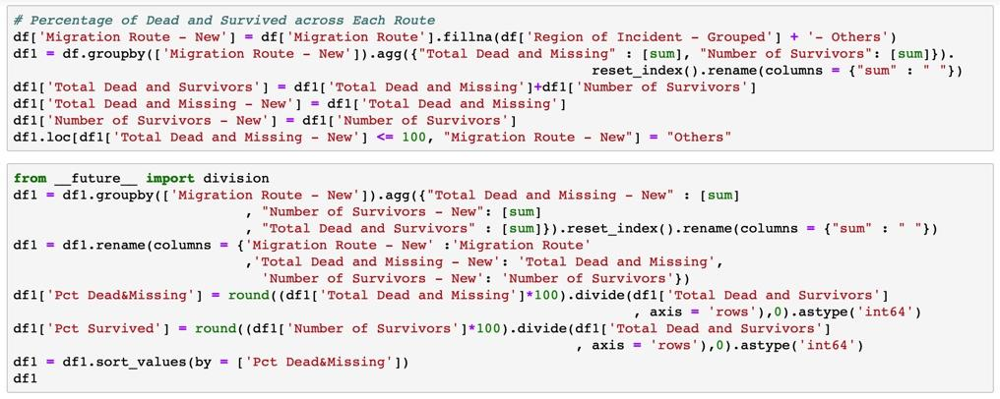 # Percentage of Dead and Survived across Each Route
df['Migration Route - New'] = df['Migration Route'].fillna(df['Region of Incident - Grouped'] + '- Others')
df1 = df.groupby(['Migration Route - New']).agg({"Total Dead and Missing" : [sum], "Number of Survivors": [sum]}).
reset_index().rename(columns = {"sum" : " "})
df1['Total Dead and Survivors'] = df1['Total Dead and Missing']+df1['Number of Survivors']
df1['Total Dead and Missing - New'] = df1['Total Dead and Missing']
df1['Number of Survivors - New'] = df1['Number of Survivors']
df1.loc[df1['Total Dead and Missing - New'] <= 100, "Migration Route - New"] = "Others"
from __future__ import division
df1 = df1.groupby(['Migration Route - New']).agg({"Total Dead and Missing - New" : [sum]
, "Number of Survivors - New": [sum]
, "Total Dead and Survivors" : [sum]}).reset_index().rename(columns = {"sum" : " "})
df1 = df1.rename(columns = {'Migration Route - New' :'Migration Route'
,'Total Dead and Missing - New': 'Total Dead and Missing',
'Number of Survivors - New': 'Number of Survivors'})
df1['Pct Dead&Missing'] = round((df1['Total Dead and Missing']*100).divide(df1['Total Dead and Survivors']
, axis = 'rows'),0).astype('int64')
df1['Pct Survived'] = round((df1['Number of Survivors']*100).divide(df1['Total Dead and Survivors']
, axis = 'rows'),0).astype('int64')
df1 = df1.sort_values(by = ['Pct Dead&Missing'])
df1